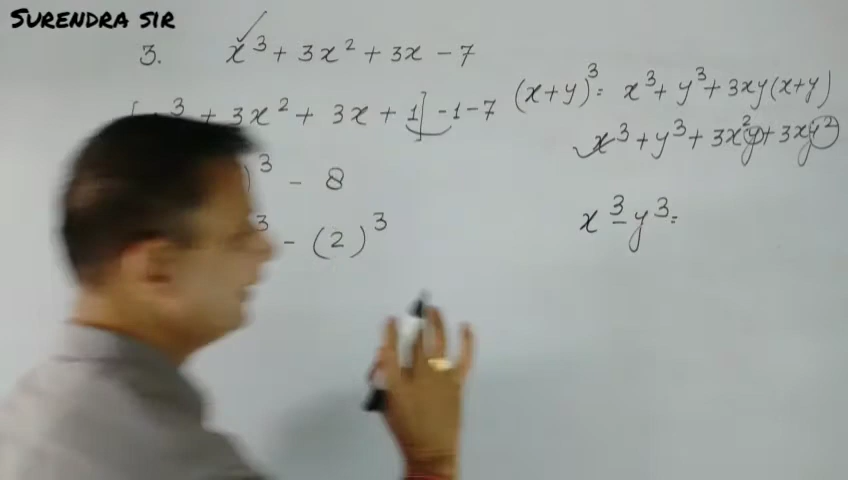 SURENDRA SIR
3. x³ + 3x² + 3x - 7
[ ³ + 3x² + 3x + 1] -1-7
)³ - 8
³ - (2)³
(x+y)³= x³+ y³+ 3xy(x+y)
x³+y³+ 3x²y+3xy²
x³-y³=